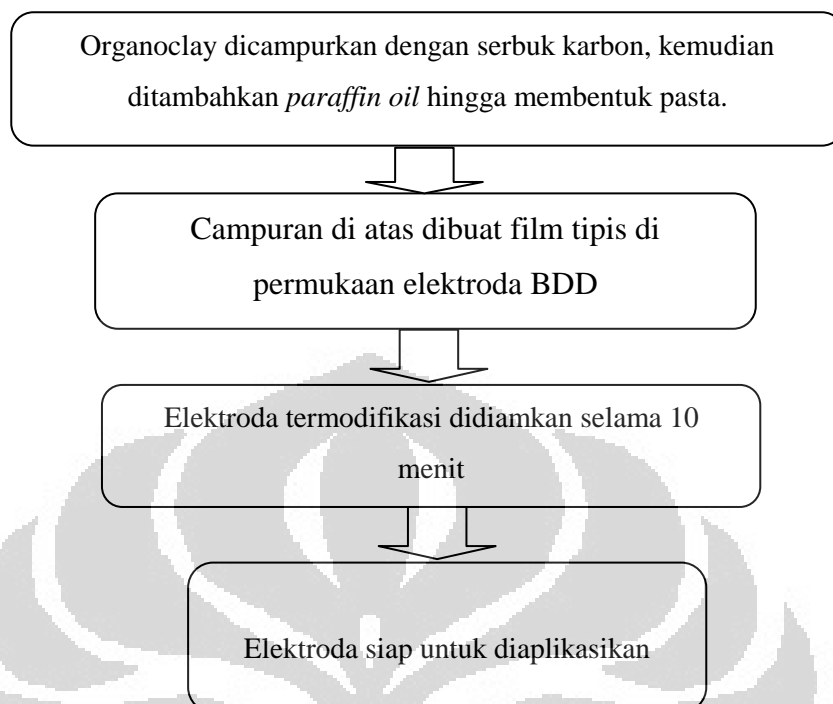 Organoclay dicampurkan dengan serbuk karbon, kemudian
ditambahkan paraffin oil hingga membentuk pasta.
Campuran di atas dibuat film tipis di
permukaan elektroda BDD
Elektroda termodifikasi didiamkan selama 10
menit
Elektroda siap untuk diaplikasikan